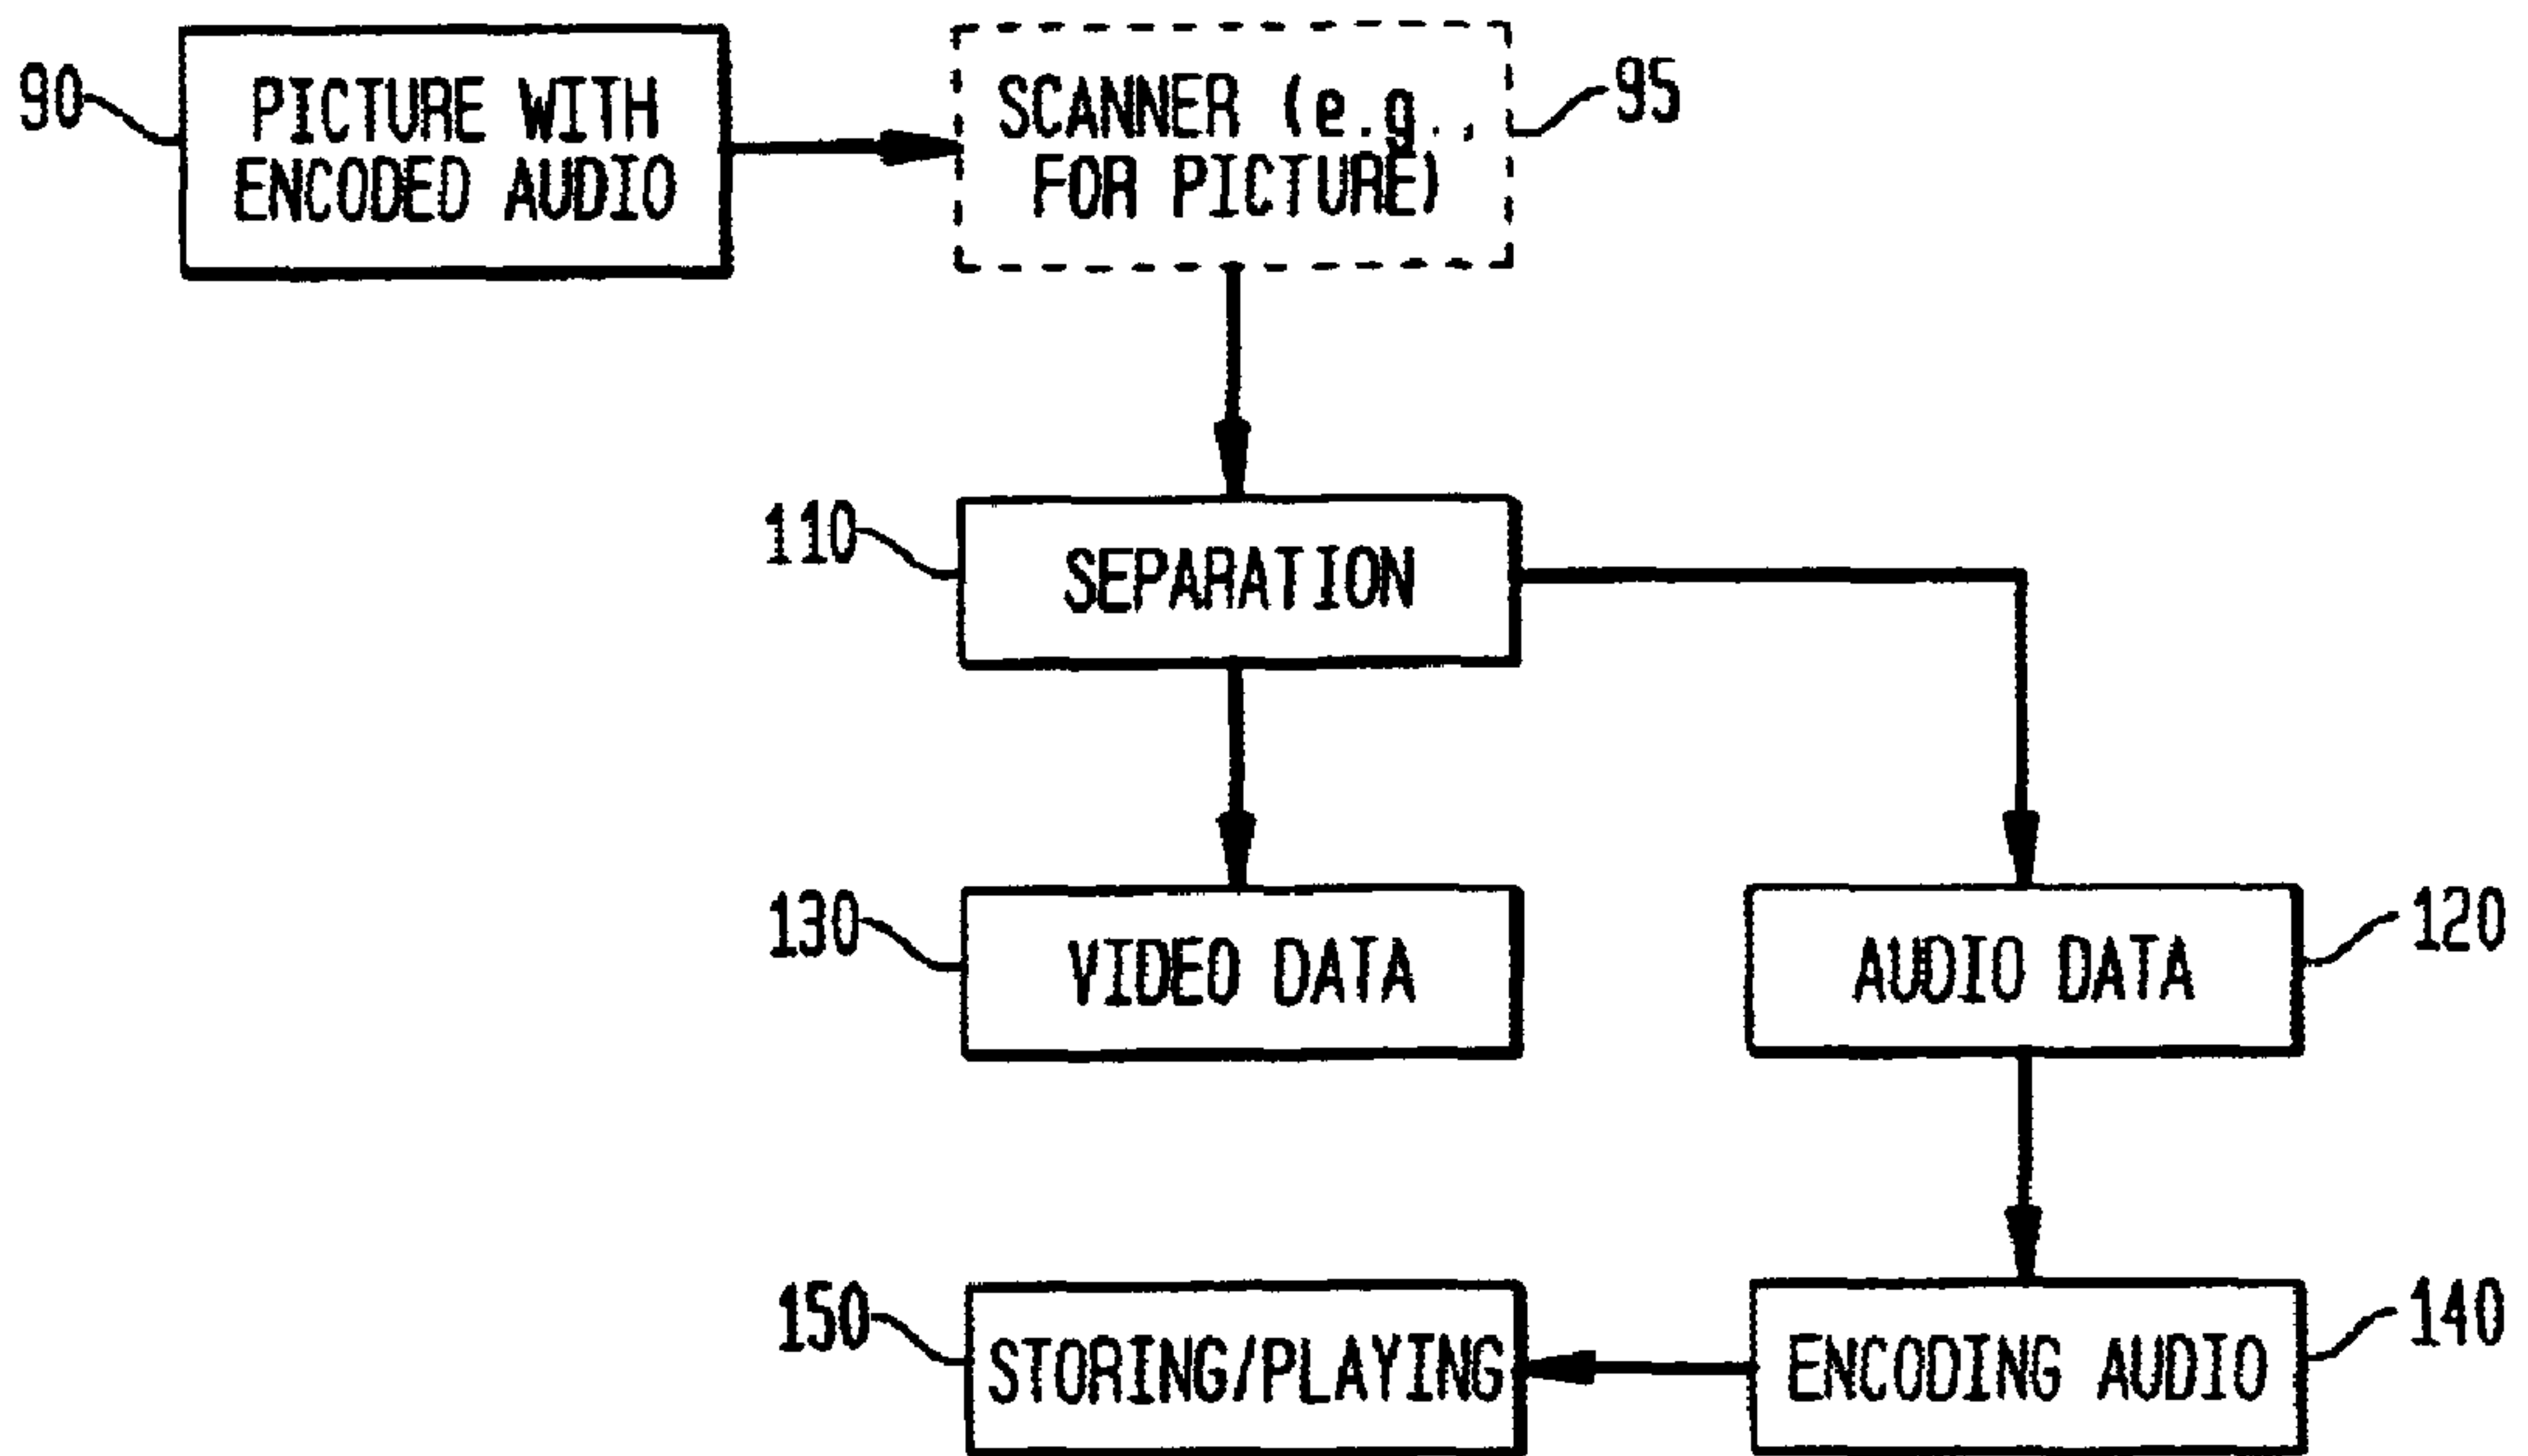 90
PICTURE WITH
ENCODED AUDIO
SCANNER (e.g.,
FOR PICTURE)
95
110
SEPARATION
130
VIDEO DATA
AUDIO DATA
120
150
STORING/PLAYING
ENCODING AUDIO
140